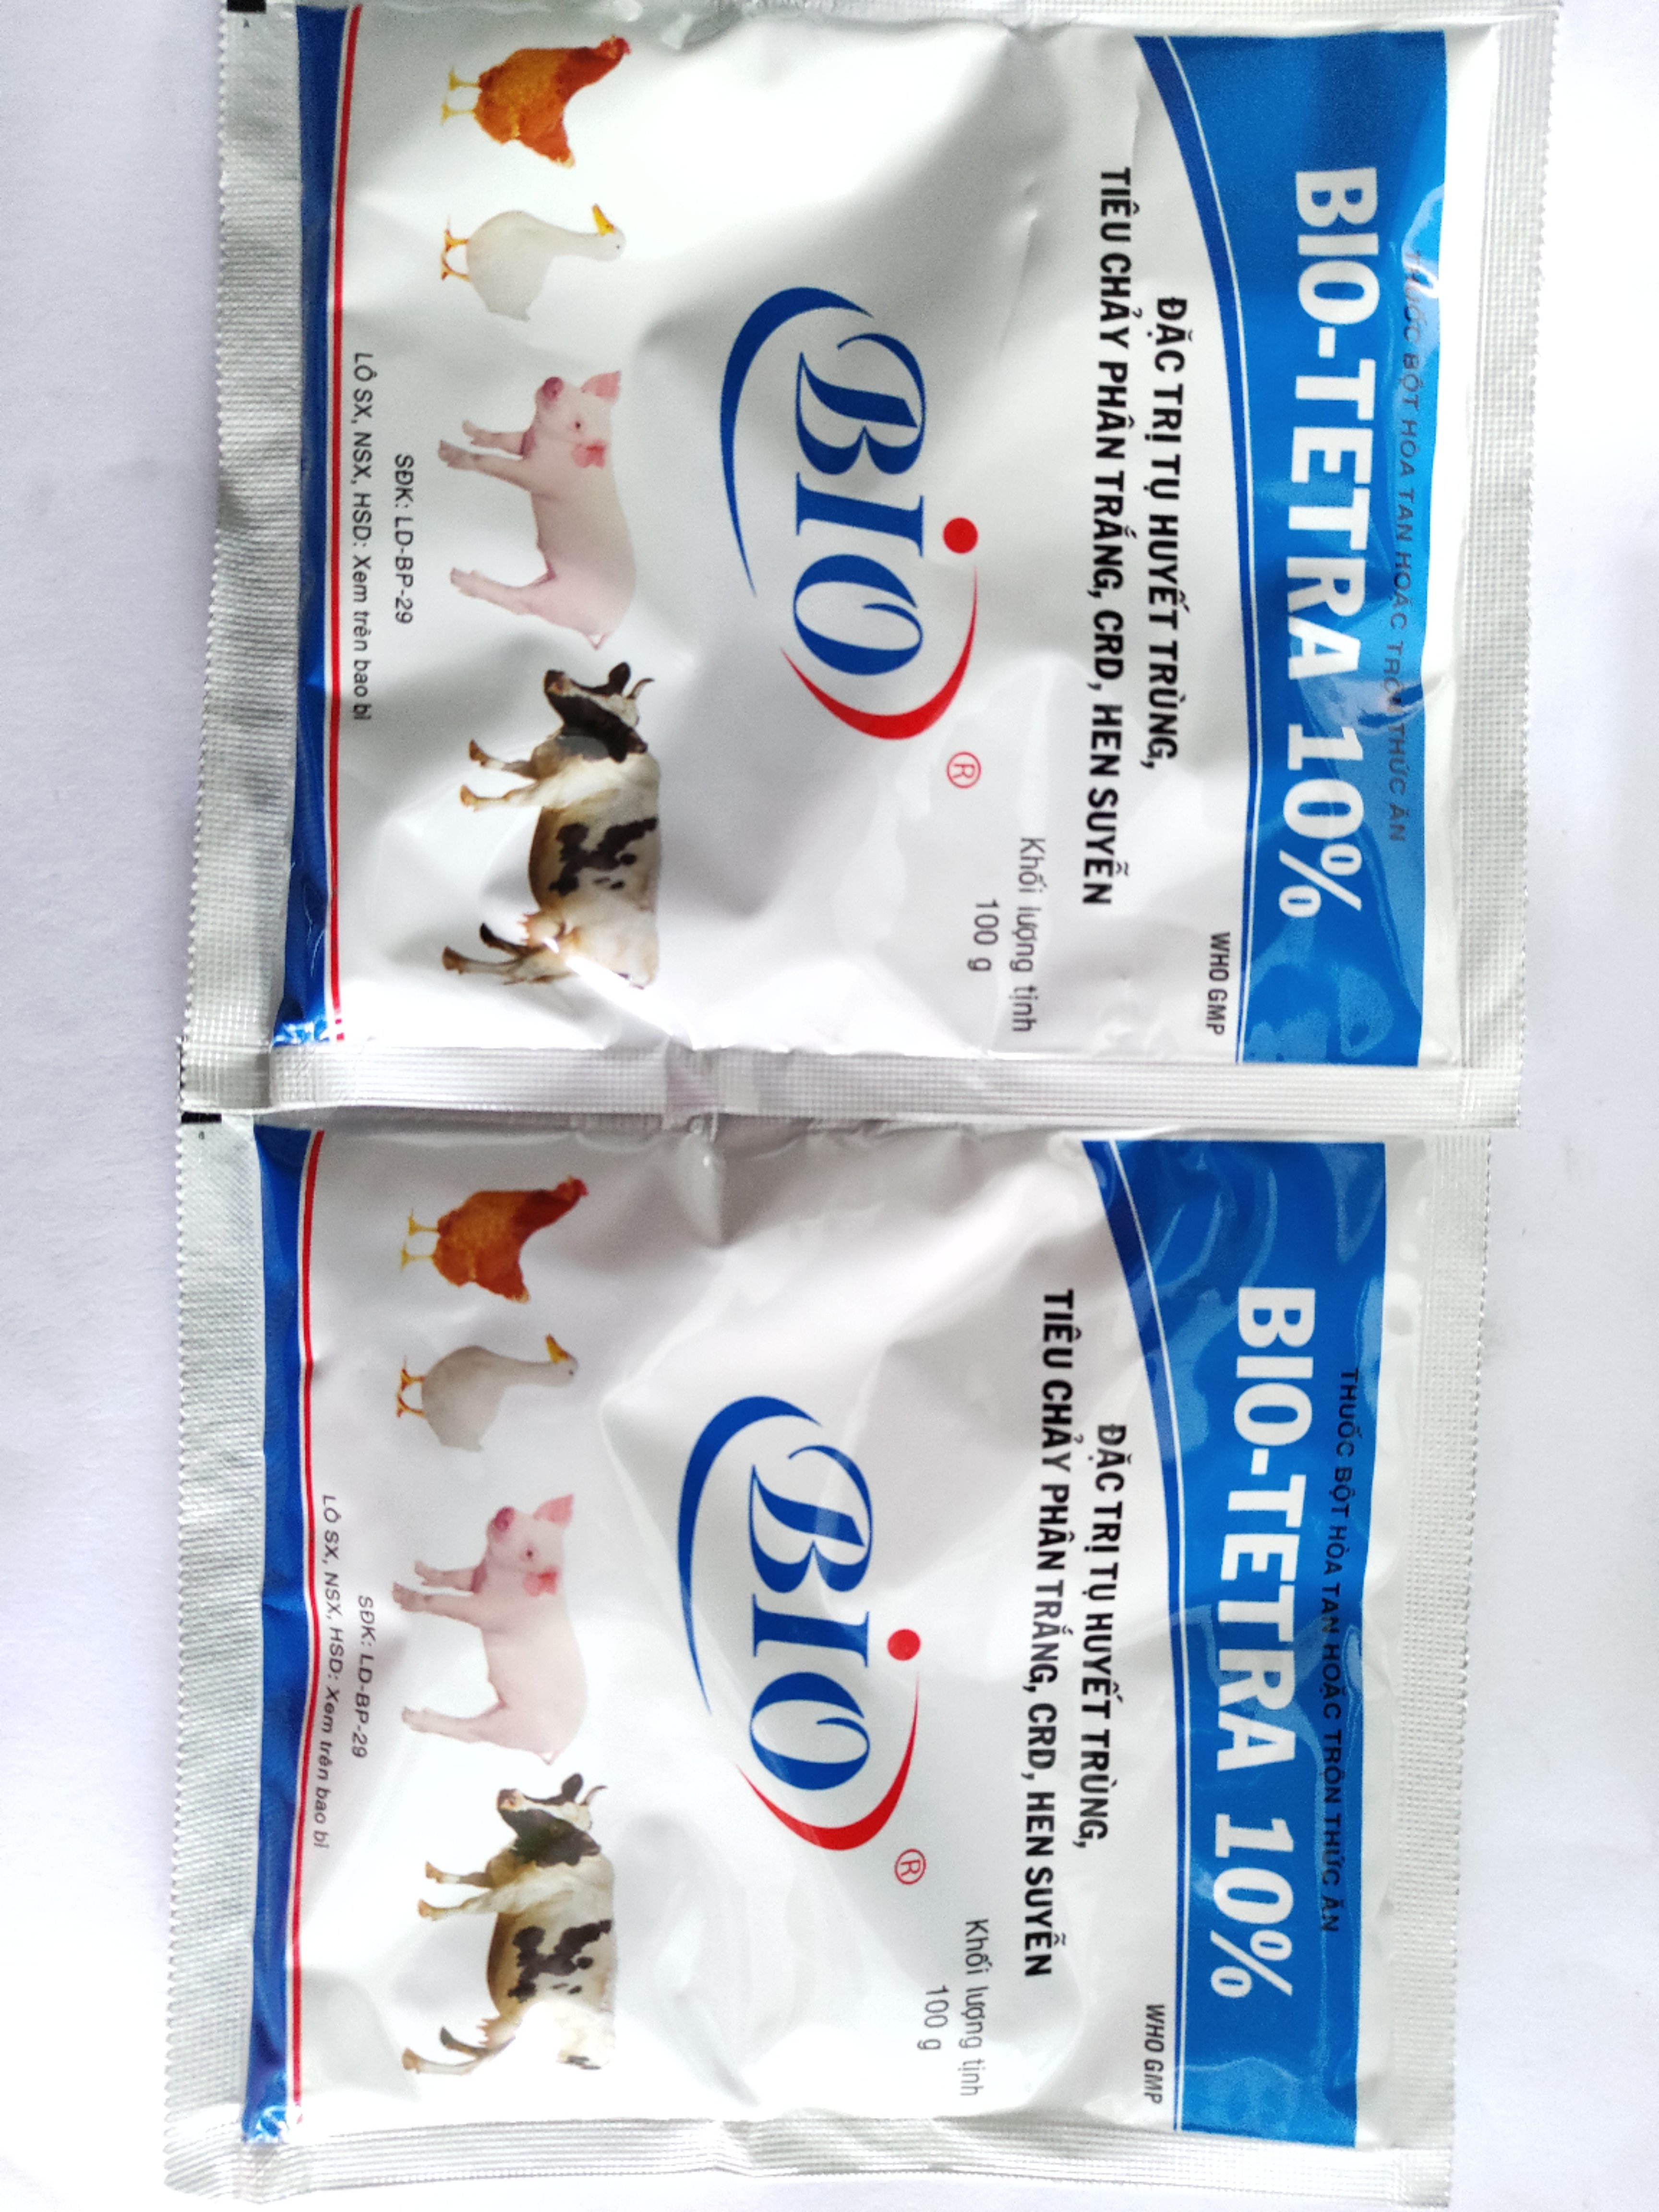 THUỐC BỘT HÒA TAN HOẶC TRỘN THỨC ĂN
BIO-TETRA 10%
WHO GMP
ĐẶC TRỊ TỤ HUYẾT TRÙNG,
TIÊU CHẢY PHÂN TRẮNG, CRD, HEN SUYỄN
Khối lượng tịnh
100 g
BIO
®
SĐK: LD-BP-29
LÔ SX, NSX, HSD: Xem trên bao bì
THUỐC BỘT HÒA TAN HOẶC TRỘN THỨC ĂN
BIO-TETRA 10%
WHO GMP
ĐẶC TRỊ TỤ HUYẾT TRÙNG,
TIÊU CHẢY PHÂN TRẮNG, CRD, HEN SUYỄN
Khối lượng tịnh
100 g
BIO
®
SĐK: LD-BP-29
LÔ SX, NSX, HSD: Xem trên bao bì